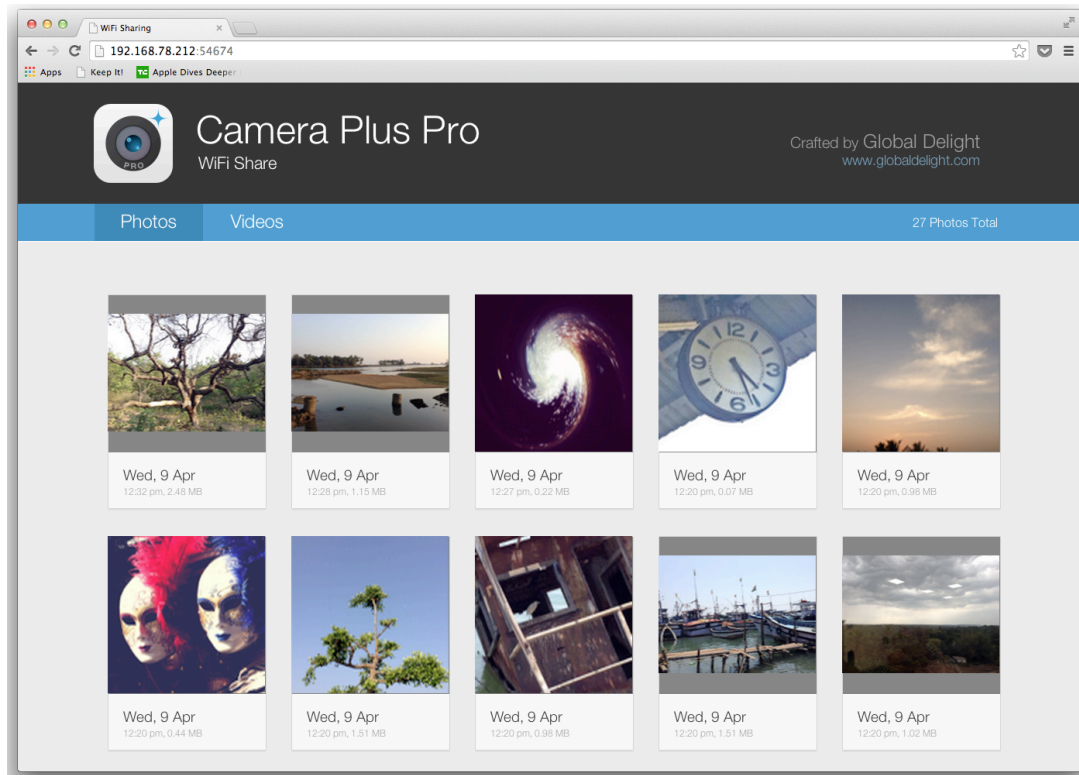 WiFi Sharing
192.168.78.212:54674
Apps
Keep It!
TC
Apple Dives Deeper
PRO
Camera Plus Pro
WiFi Share
Crafted by Global Delight
www.globaldelight.com
Photos
Videos
27 Photos Total
12
9
3
6
Wed, 9 Apr
12:32 pm, 2.48 MB
Wed, 9 Apr
12:28 pm, 1.15 MB
Wed, 9 Apr
12:27 pm, 0.22 MB
Wed, 9 Apr
12:20 pm, 0.07 MB
Wed, 9 Apr
12:20 pm, 0.98 MB
Wed, 9 Apr
12:20 pm, 0.44 MB
Wed, 9 Apr
12:20 pm, 1.51 MB
Wed, 9 Apr
12:20 pm, 0.98 MB
Wed, 9 Apr
12:20 pm, 1.51 MB
Wed, 9 Apr
12:20 pm, 1.02 MB